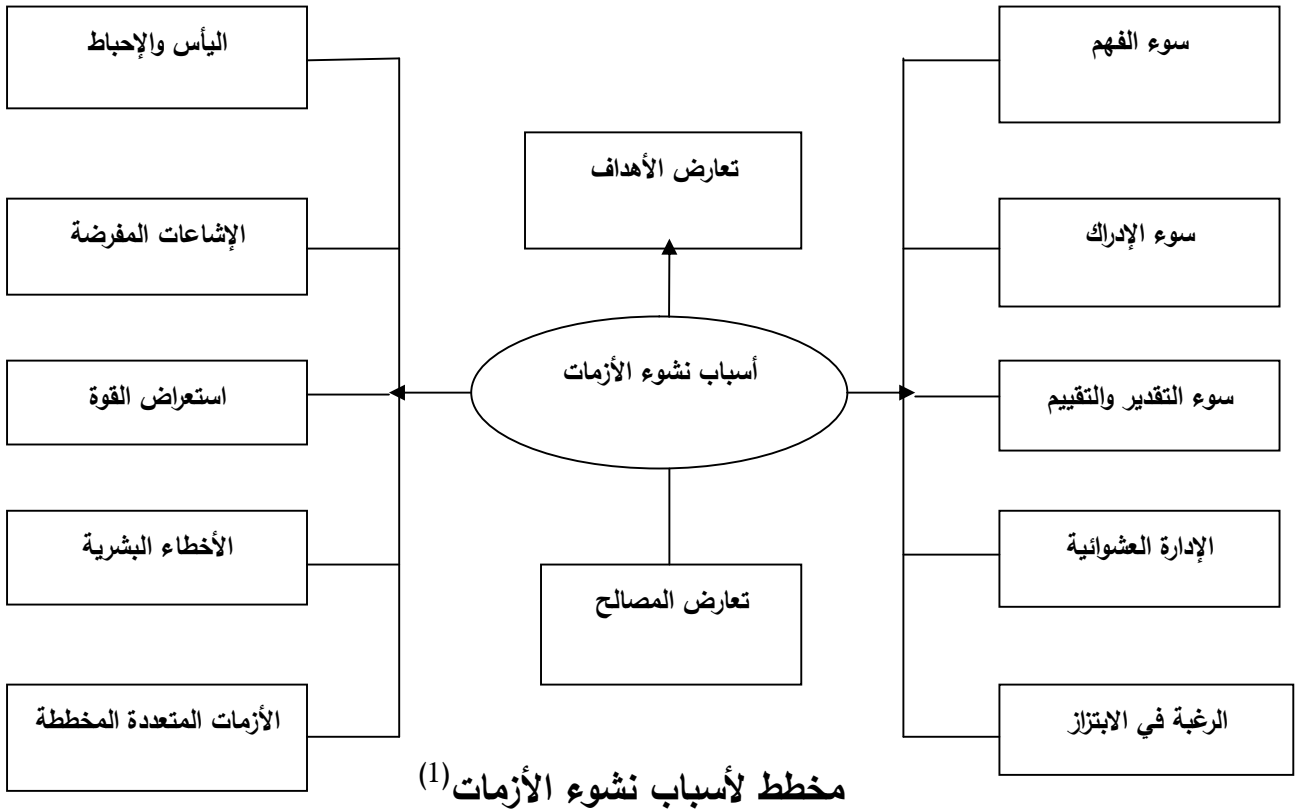 سوء الفهم
اليأس والإحباط
تعارض الأهداف
سوء الإدراك
الإشاعات المفرضة
أسباب نشوء الأزمات
سوء التقدير والتقييم
استعراض القوة
الإدارة العشوائية
الأخطاء البشرية
تعارض المصالح
الرغبة في الابتزاز
الأزمات المتعددة المخططة
مخطط لأسباب نشوء الأزمات(1)